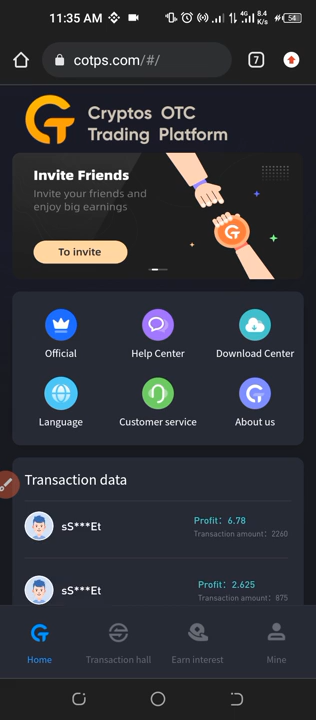 11:35 AM
4G
8.4
K/s
54
cotps.com/#/
7
Cryptos OTC
Trading Platform
Invite Friends
Invite your friends and
enjoy big earnings
To invite
Official
Help Center
Download Center
Language
Customer service
About us
Transaction data
sS***Et
Profit: 6.78
Transaction amount: 2260
sS***Et
Profit: 2.625
Transaction amount: 875
Home
Transaction hall
Earn interest
Mine